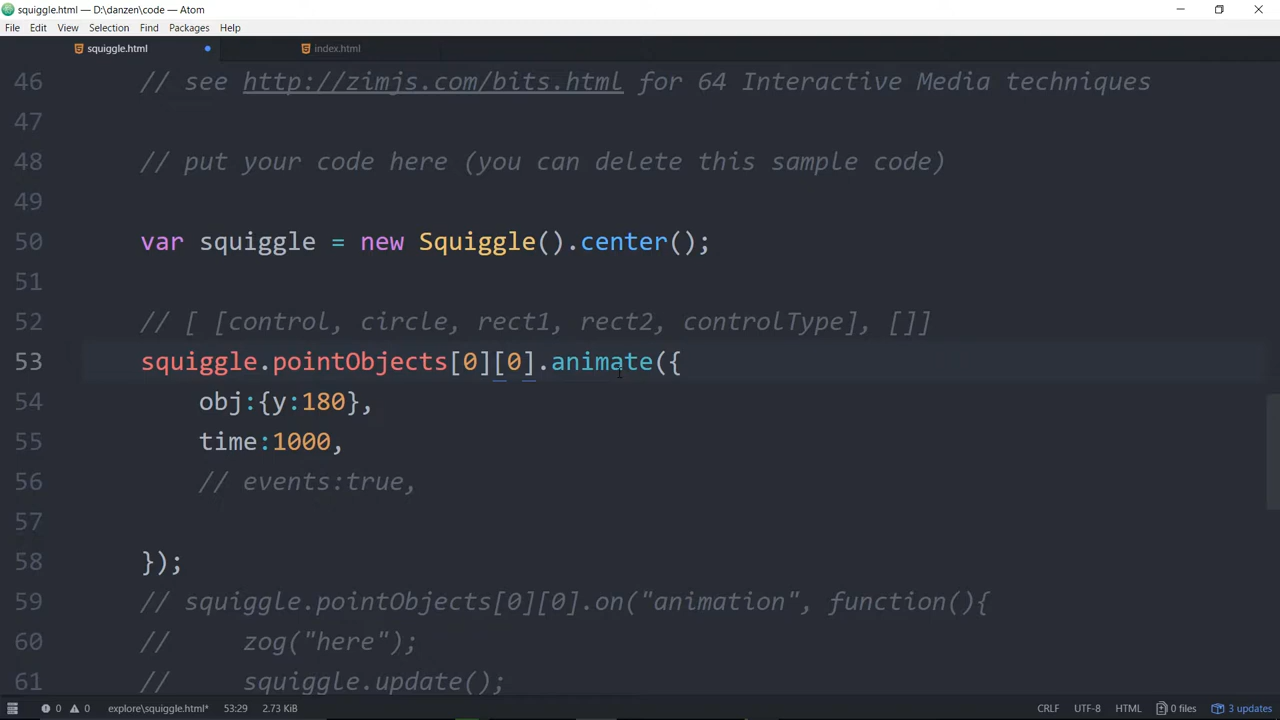 squiggle.html — D:\danzen\code — Atom
File Edit View Selection Find Packages Help
squiggle.html index.html
46 // see http://zimjs.com/bits.html for 64 Interactive Media techniques
47
48 // put your code here (you can delete this sample code)
49
50 var squiggle = new Squiggle().center();
51
52 // [ [control, circle, rect1, rect2, controlType], []]
53 squiggle.pointObjects[0][0].animate({
54 obj:{y:180},
55 time:1000,
56 // events:true,
57
58 });
59 // squiggle.pointObjects[0][0].on("animation", function(){
60 // zog("here");
61 // squiggle.update();
0 0 explore\squiggle.html* 53:29 2.73 KiB CRLF UTF-8 HTML 0 files 3 updates